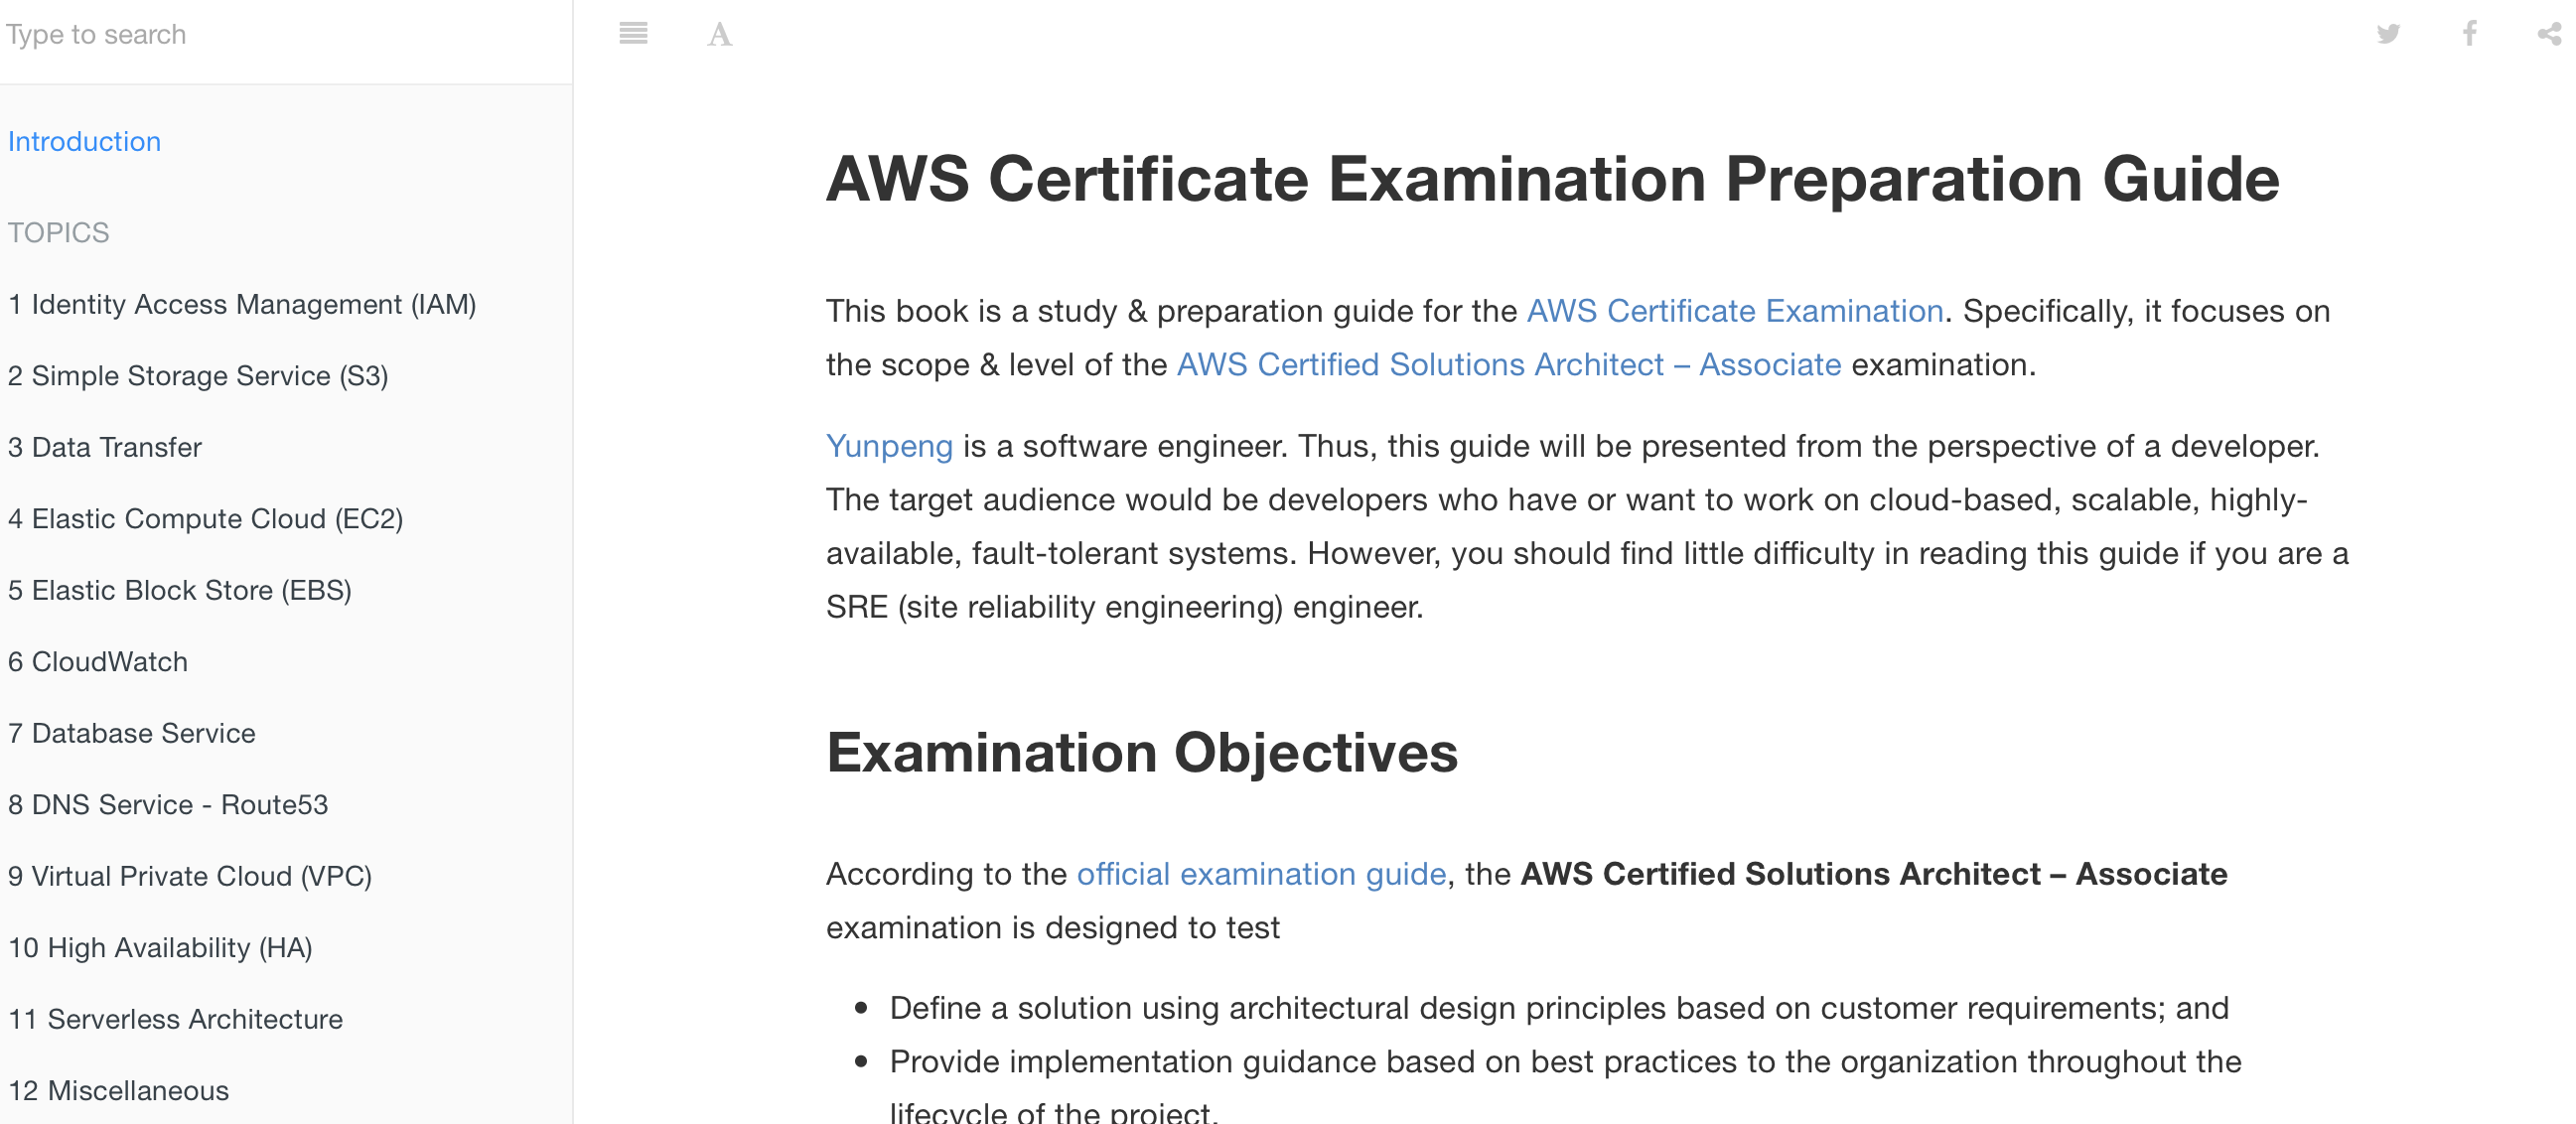 Type to search
A
Introduction
TOPICS
1 Identity Access Management (IAM)
2 Simple Storage Service (S3)
3 Data Transfer
4 Elastic Compute Cloud (EC2)
5 Elastic Block Store (EBS)
6 CloudWatch
7 Database Service
8 DNS Service - Route53
9 Virtual Private Cloud (VPC)
10 High Availability (HA)
11 Serverless Architecture
12 Miscellaneous
AWS Certificate Examination Preparation Guide
This book is a study & preparation guide for the AWS Certificate Examination. Specifically, it focuses on
the scope & level of the AWS Certified Solutions Architect – Associate examination.
Yunpeng is a software engineer. Thus, this guide will be presented from the perspective of a developer.
The target audience would be developers who have or want to work on cloud-based, scalable, highly-
available, fault-tolerant systems. However, you should find little difficulty in reading this guide if you are a
SRE (site reliability engineering) engineer.
Examination Objectives
According to the official examination guide, the AWS Certified Solutions Architect – Associate
examination is designed to test
• Define a solution using architectural design principles based on customer requirements; and
• Provide implementation guidance based on best practices to the organization throughout the
lifecycle of the project.